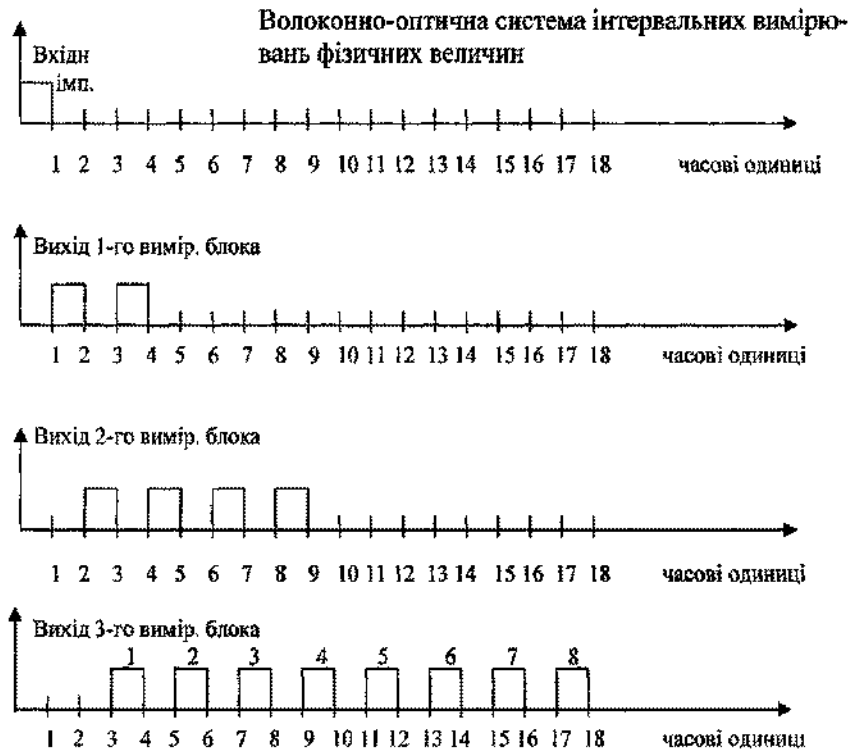 Волоконно-оптична система інтервальних вимірю-
вань фізичних величин
Вхідн
імп.
1 2 3 4 5 6 7 8 9 10 11 12 13 14 15 16 17 18 часові одиниці
Вихід 1-го вимір. блока
1 2 3 4 5 6 7 8 9 10 11 12 13 14 15 16 17 18 часові одиниці
Вихід 2-го вимір. блока
1 2 3 4 5 6 7 8 9 10 11 12 13 14 15 16 17 18 часові одиниці
Вихід 3-го вимір. блока
1 2 3 4 5 6 7 8
1 2 3 4 5 6 7 8 9 10 11 12 13 14 15 16 17 18 часові одиниці